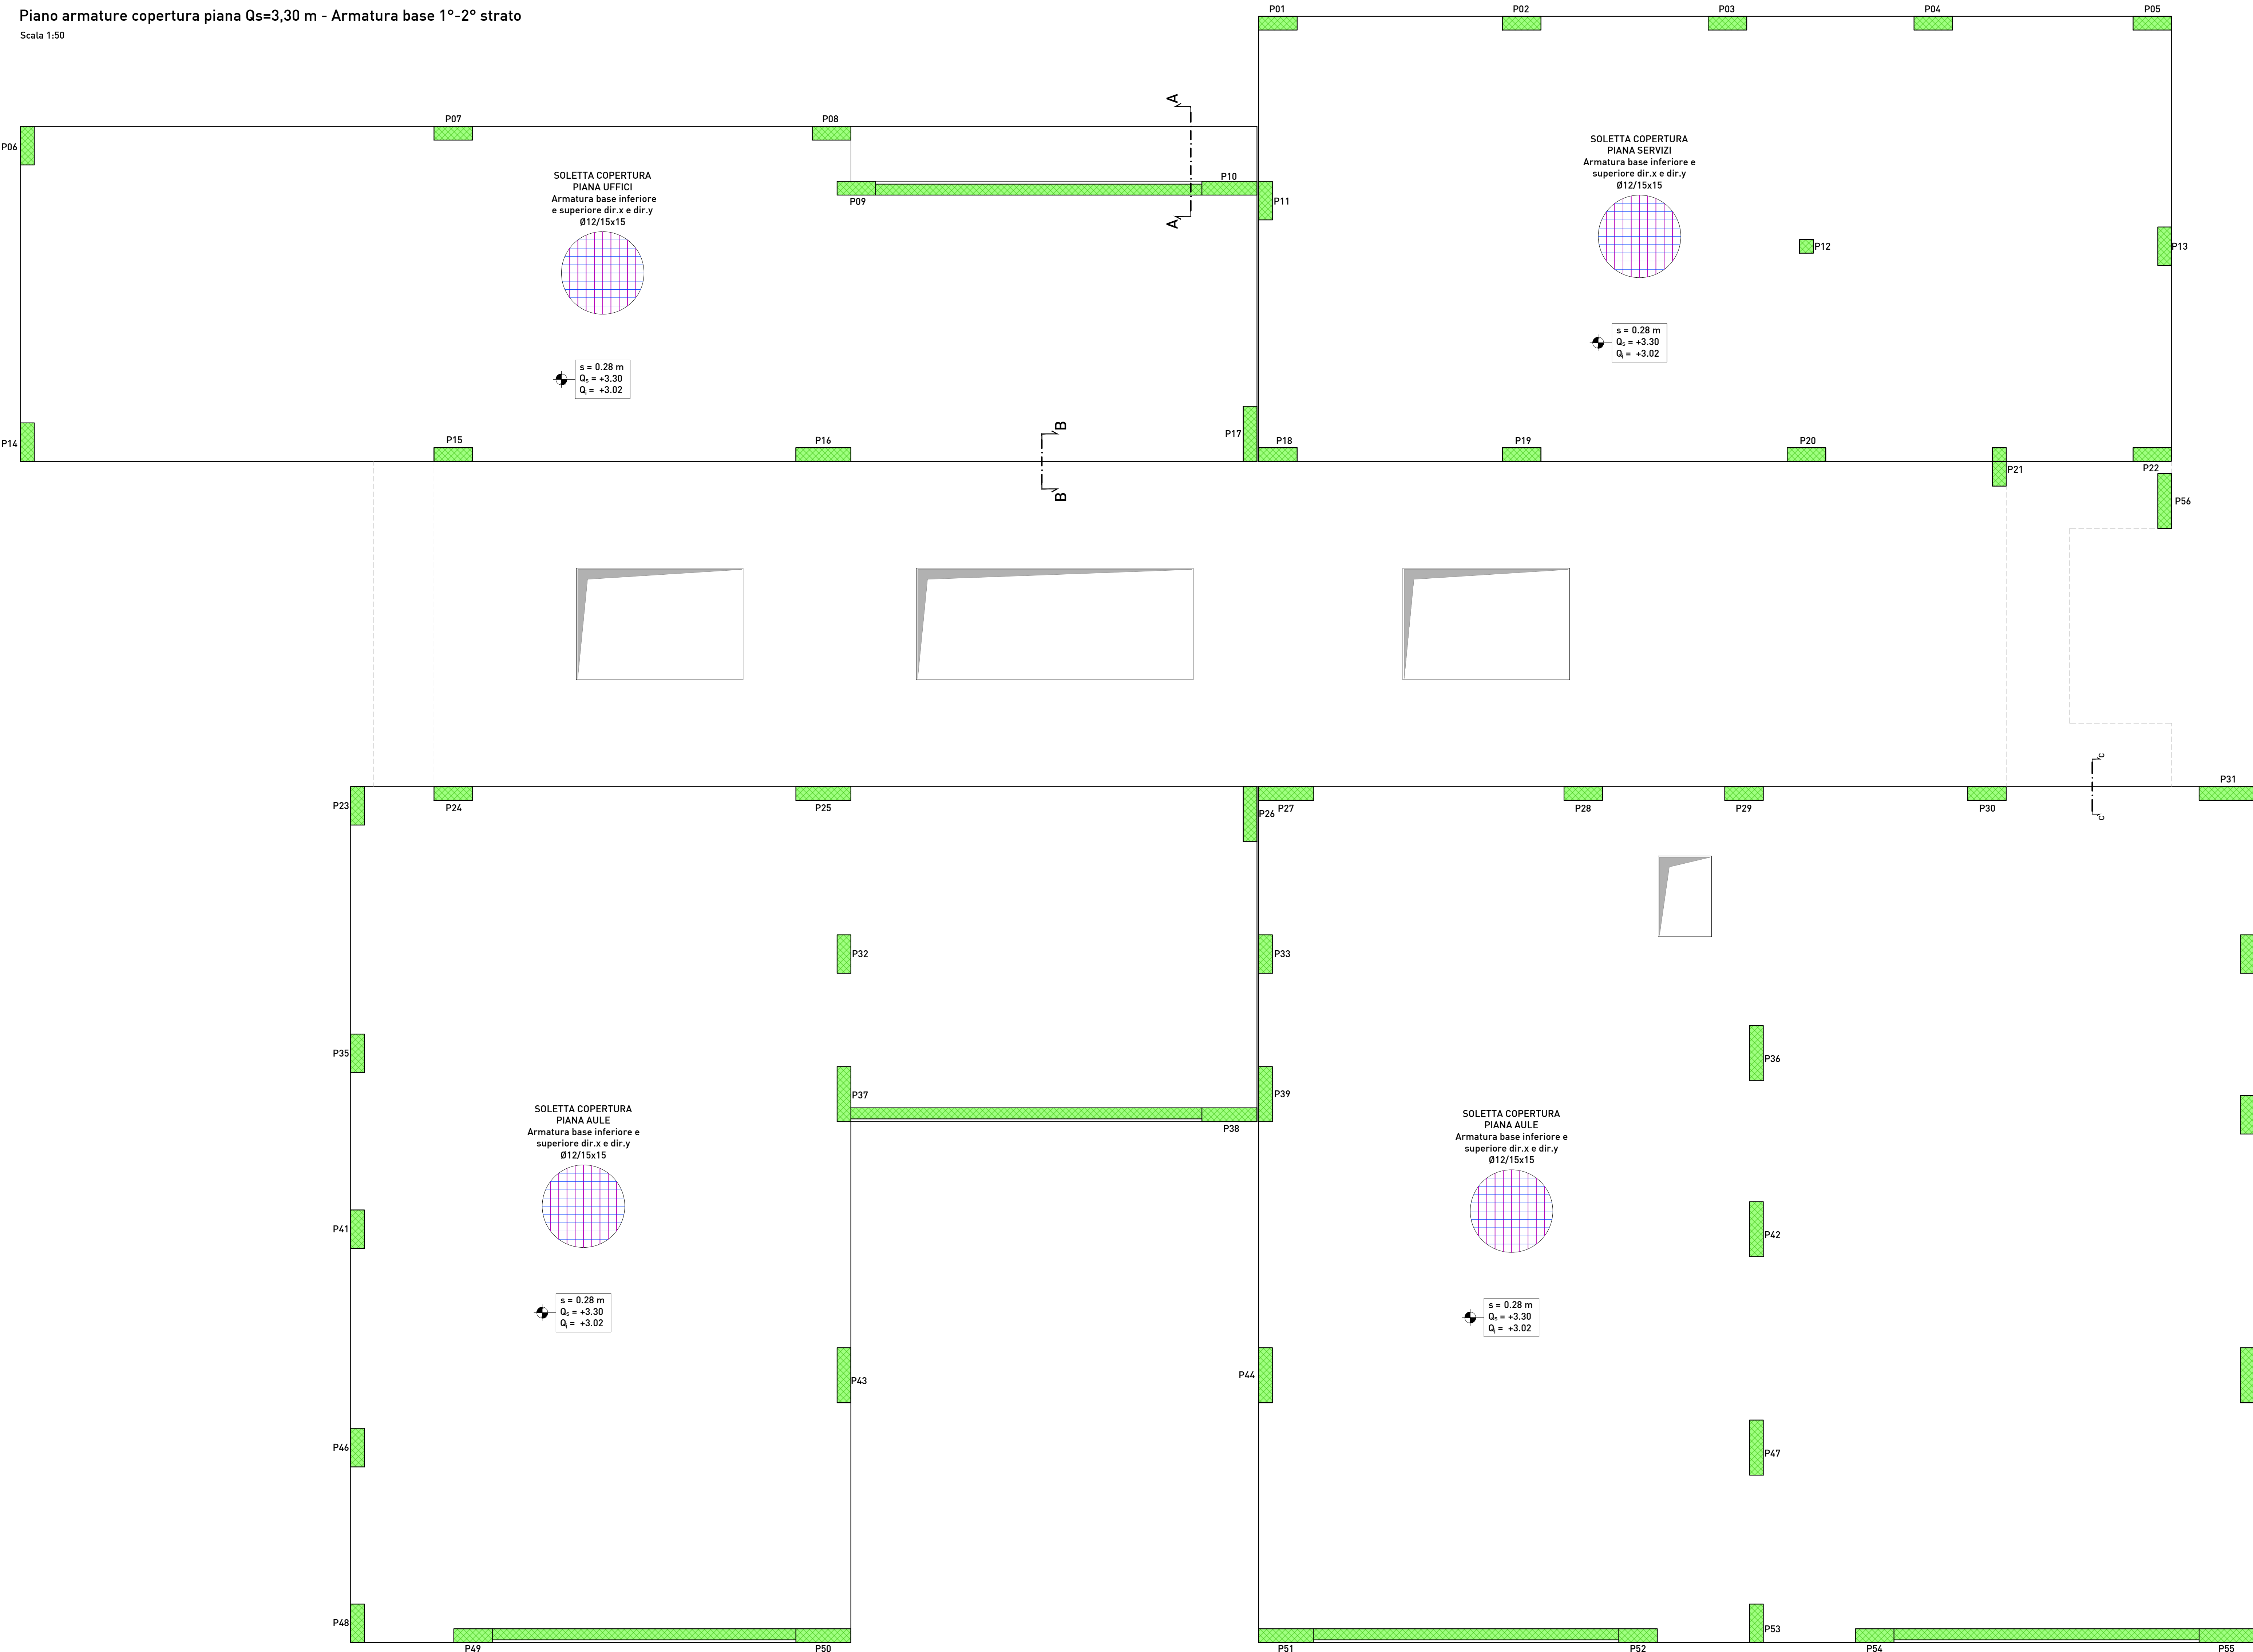 Piano armature copertura piana Qs=3,30 m - Armatura base 1°-2° strato
Scala 1:50
P01
P02
P03
P04
P05
P06
P07
P08
A
SOLETTA COPERTURA
PIANA UFFICI
Armatura base inferiore
e superiore dir.x e dir.y
Ø12/15x15
P09
P10
A
P11
SOLETTA COPERTURA
PIANA SERVIZI
Armatura base inferiore e
superiore dir.x e dir.y
Ø12/15x15
P12
P13
s = 0.28 m
Qs = +3.30
Qi = +3.02
s = 0.28 m
Qs = +3.30
Qi = +3.02
P14
P15
P16
B
B
P17
P18
P19
P20
P21
P22
P56
P23
P24
P25
P26
P27
P28
P29
P30
C
C
P31
P32
P33
P35
P36
P37
P38
P39
SOLETTA COPERTURA
PIANA AULE
Armatura base inferiore e
superiore dir.x e dir.y
Ø12/15x15
SOLETTA COPERTURA
PIANA AULE
Armatura base inferiore e
superiore dir.x e dir.y
Ø12/15x15
P41
P42
s = 0.28 m
Qs = +3.30
Qi = +3.02
s = 0.28 m
Qs = +3.30
Qi = +3.02
P43
P44
P46
P47
P48
P49
P50
P51
P52
P53
P54
P55